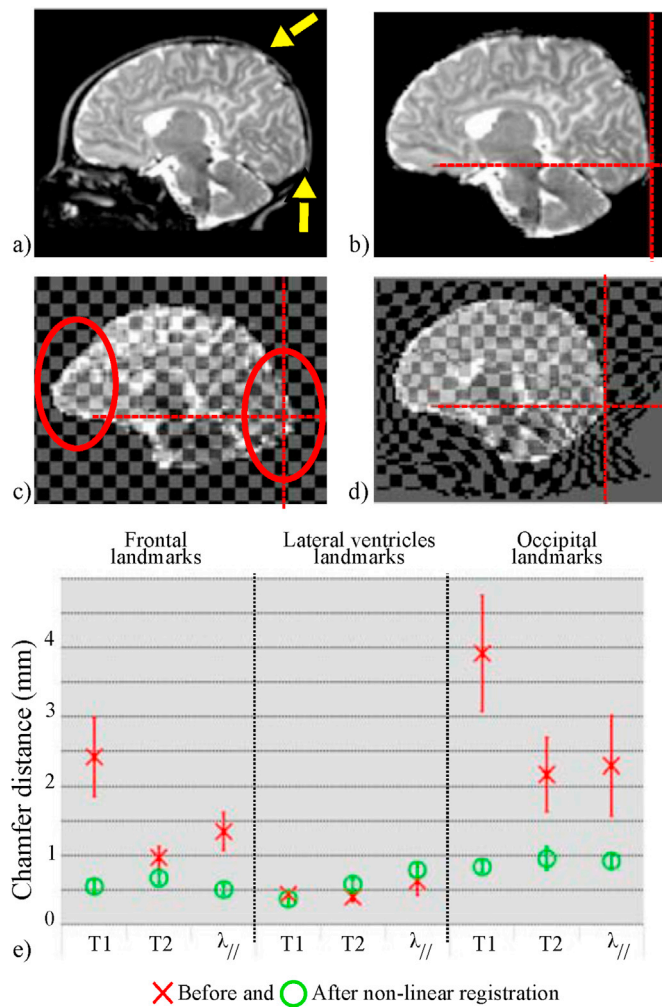 a)
b)
c)
d)
Frontal landmarks
Lateral ventricles landmarks
Occipital landmarks
Chamfer distance (mm)
4
3
2
1
0
e)
T1 T2 λ// T1 T2 λ// T1 T2 λ//
Before and After non-linear registration